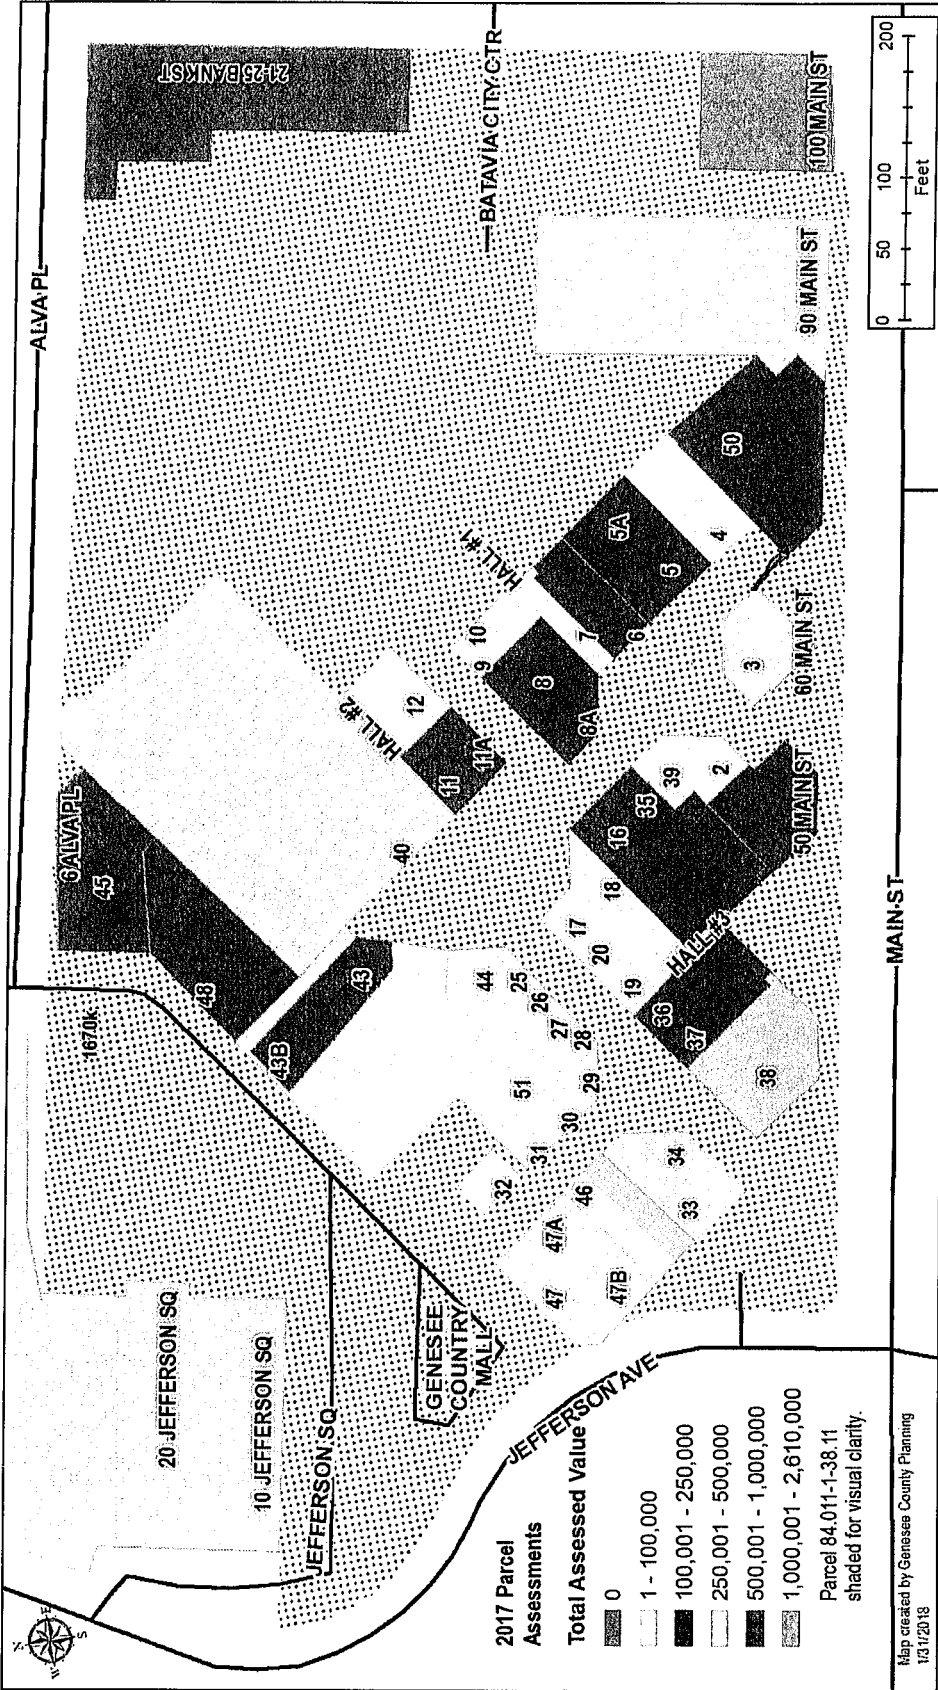 ALVA PL
21-25 BANK ST
BATAVIA CITY CTR
100 MAIN ST
90 MAIN ST
HALL #1
50
5A
5
4
10
9
7
6
8
8A
3
60 MAIN ST
HALL #2
12
11
11A
40
6 ALVA PL
45
48
43
43B
1670k
39
2
35
16
50 MAIN ST
18
17
20
19
HALL #3
36
37
38
44
25
26
27
28
29
51
30
31
32
46
34
33
47A
47
47B
20 JEFFERSON SQ
10 JEFFERSON SQ
JEFFERSON SQ
GENESEE
COUNTRY
MALL
JEFFERSON AVE
MAIN ST
N
E
S
W
2017 Parcel
Assessments
Total Assessed Value
0
1 - 100,000
100,001 - 250,000
250,001 - 500,000
500,001 - 1,000,000
1,000,001 - 2,610,000
Parcel 84.011-1-38.11
shaded for visual clarity.
0 50 100 200
Feet
Map created by Genesee County Planning
1/31/2018